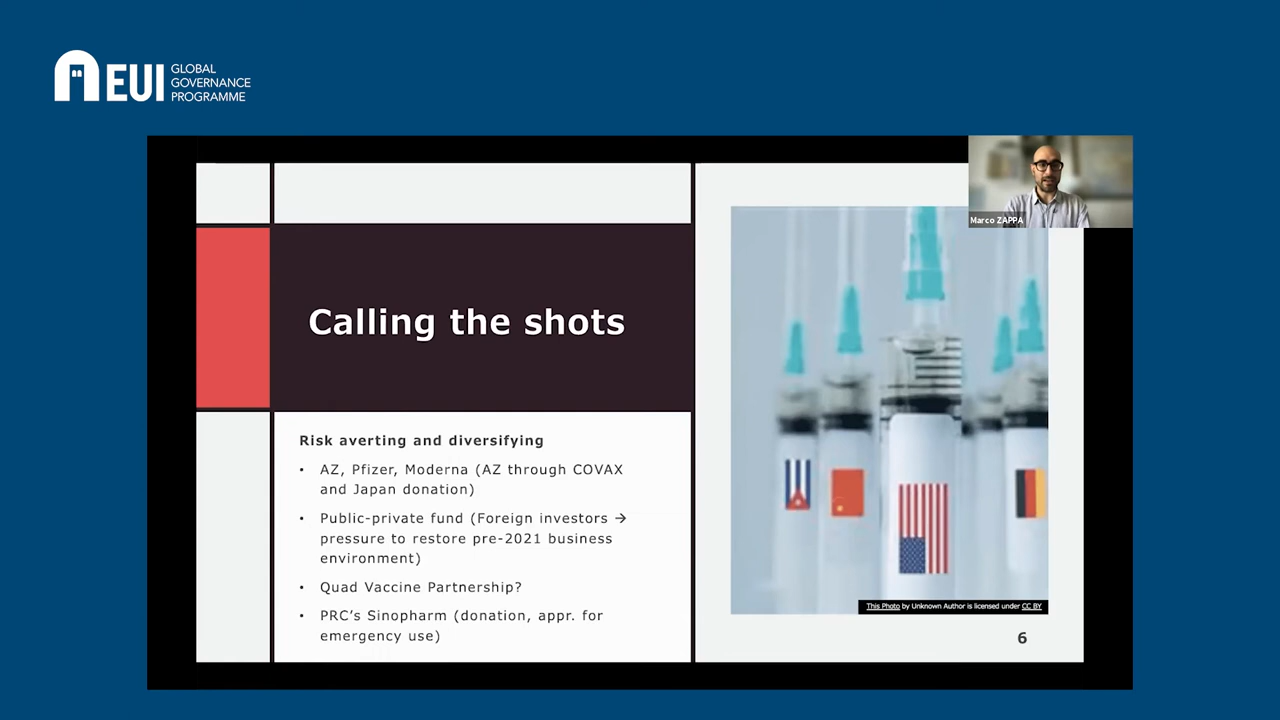 EUI GLOBAL
GOVERNANCE
PROGRAMME
Marco ZAPPA
Calling the shots
Risk averting and diversifying
• AZ, Pfizer, Moderna (AZ through COVAX
and Japan donation)
• Public-private fund (Foreign investors →
pressure to restore pre-2021 business
environment)
• Quad Vaccine Partnership?
• PRC's Sinopharm (donation, appr. for
emergency use)
This Photo by Unknown Author is licensed under CC BY
6